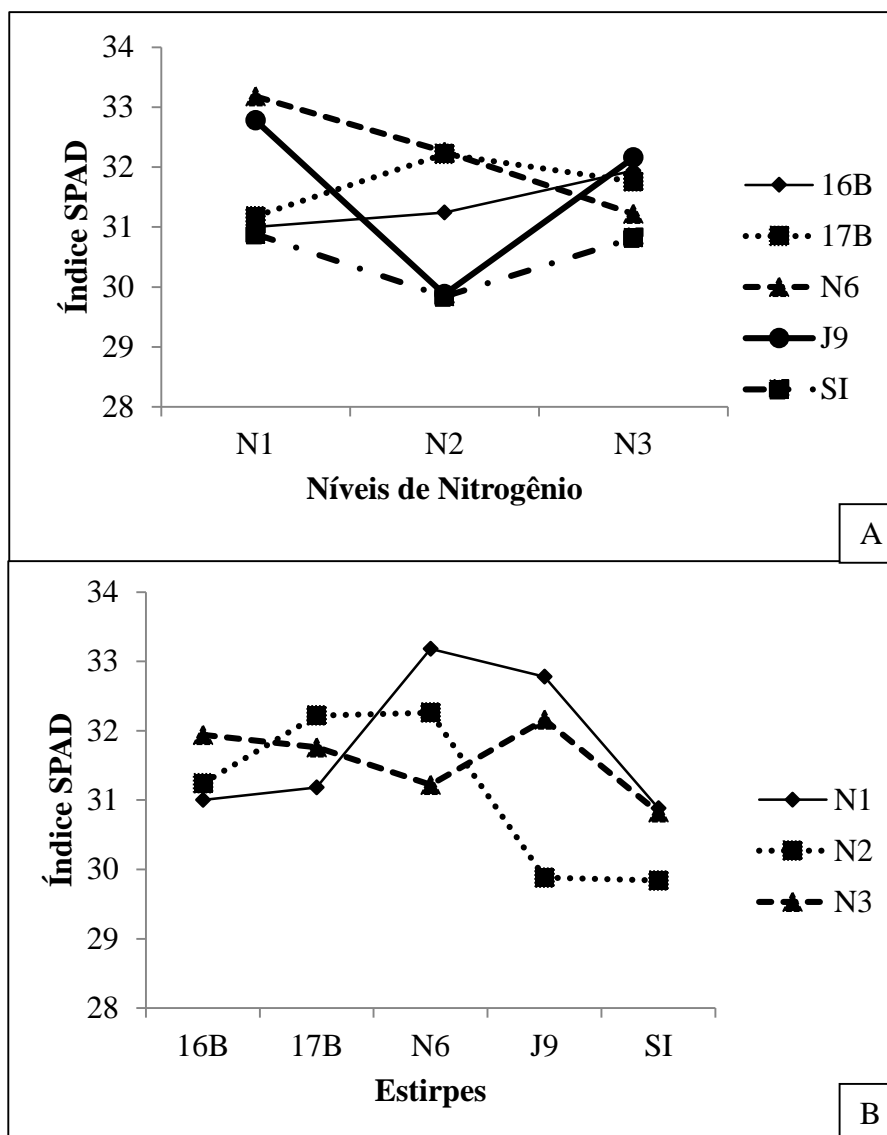 34
33
32
31
30
29
28
Índice SPAD
N1 N2 N3
Níveis de Nitrogênio
16B
17B
N6
J9
SI
A
34
33
32
31
30
29
28
Índice SPAD
16B 17B N6 J9 SI
Estirpes
N1
N2
N3
B